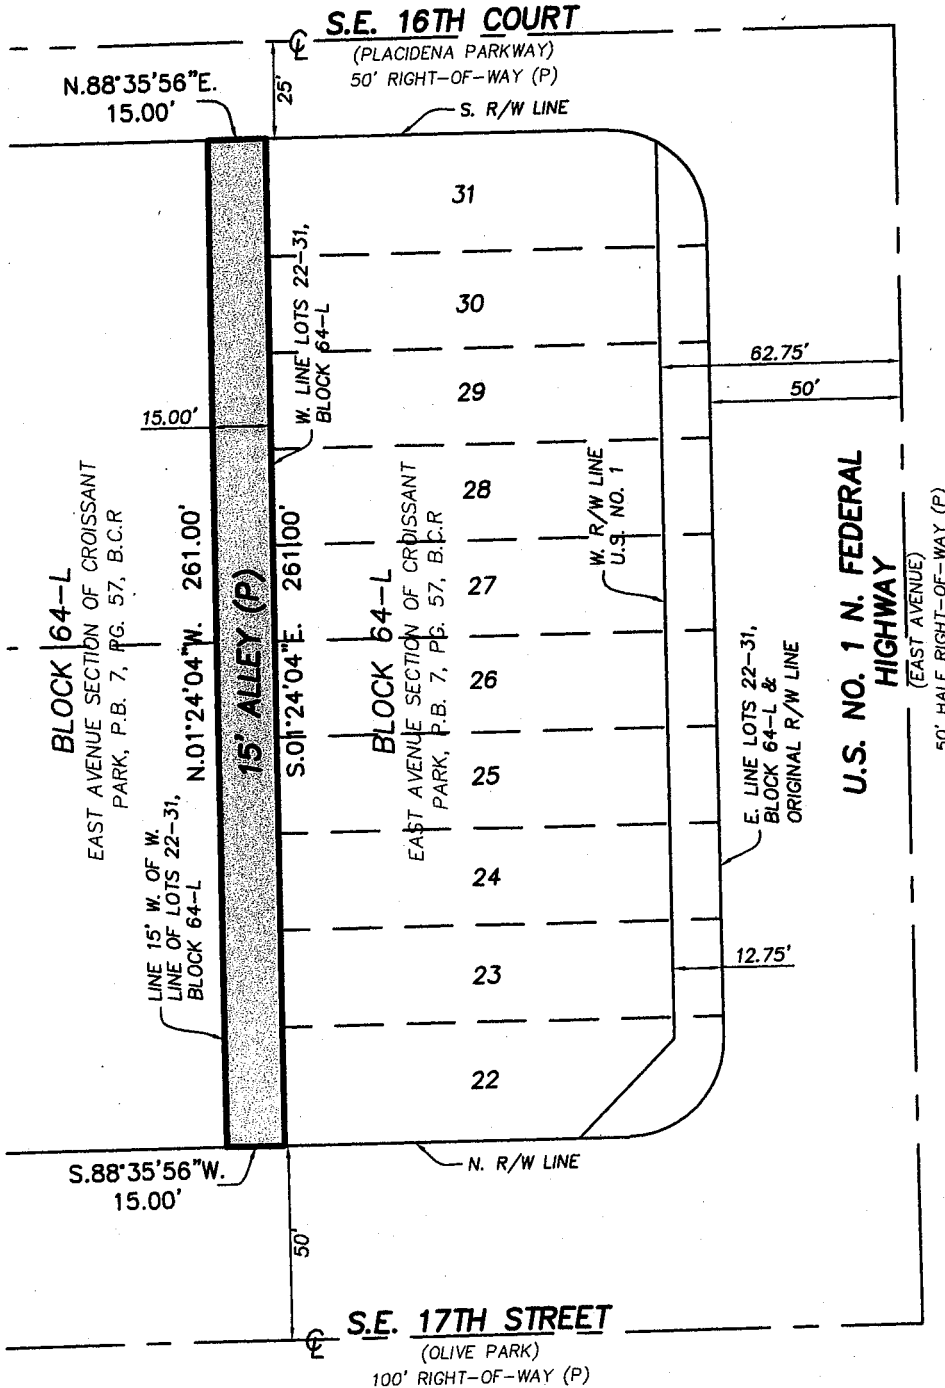 S.E. 16TH COURT
(PLACIDENA PARKWAY)
50' RIGHT-OF-WAY (P)
N.88°35'56"E.
15.00'
25'
S. R/W LINE
31
30
29
28
27
26
25
24
23
22
W. LINE LOTS 22-31,
BLOCK 64-L
62.75'
50'
15.00'
W. R/W LINE
U.S. NO. 1
BLOCK 64-L
EAST AVENUE SECTION OF CROISSANT
PARK, P.B. 7, PG. 57, B.C.R
N.01°24'04"W. 261.00'
15' ALLEY (P)
S.01°24'04"E. 261.00'
BLOCK 64-L
EAST AVENUE SECTION OF CROISSANT
PARK, P.B. 7, PG. 57, B.C.R
E. LINE LOTS 22-31,
BLOCK 64-L &
ORIGINAL R/W LINE
U.S. NO. 1 N. FEDERAL
HIGHWAY
(EAST AVENUE)
50' HALF RIGHT-OF-WAY (P)
LINE 15' W. OF W.
LINE OF LOTS 22-31,
BLOCK 64-L
12.75'
N. R/W LINE
S.88°35'56"W.
15.00'
50'
S.E. 17TH STREET
(OLIVE PARK)
100' RIGHT-OF-WAY (P)